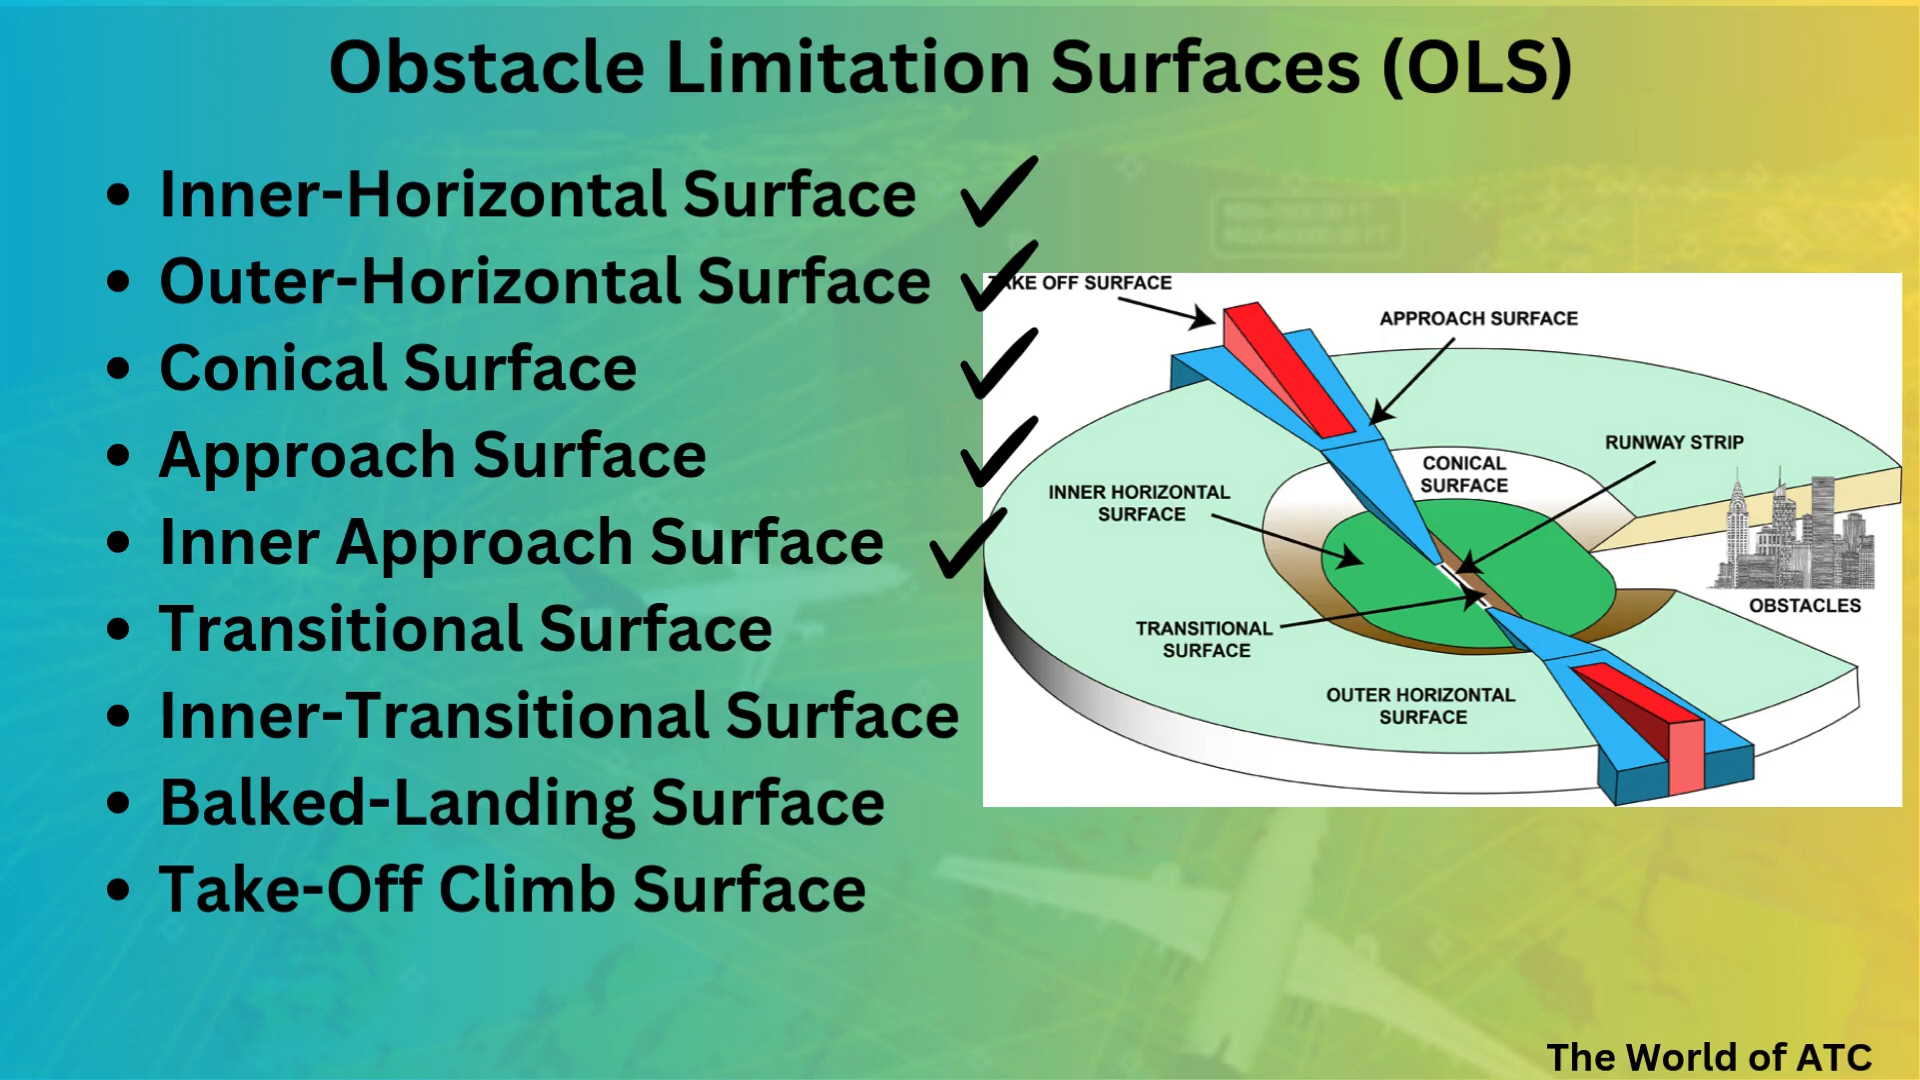 Obstacle Limitation Surfaces (OLS)
• Inner-Horizontal Surface ✓
• Outer-Horizontal Surface ✓
• Conical Surface ✓
• Approach Surface ✓
• Inner Approach Surface ✓
• Transitional Surface
• Inner-Transitional Surface
• Balked-Landing Surface
• Take-Off Climb Surface
TAKE OFF SURFACE
APPROACH SURFACE
RUNWAY STRIP
CONICAL
SURFACE
INNER HORIZONTAL
SURFACE
OBSTACLES
TRANSITIONAL
SURFACE
OUTER HORIZONTAL
SURFACE
The World of ATC